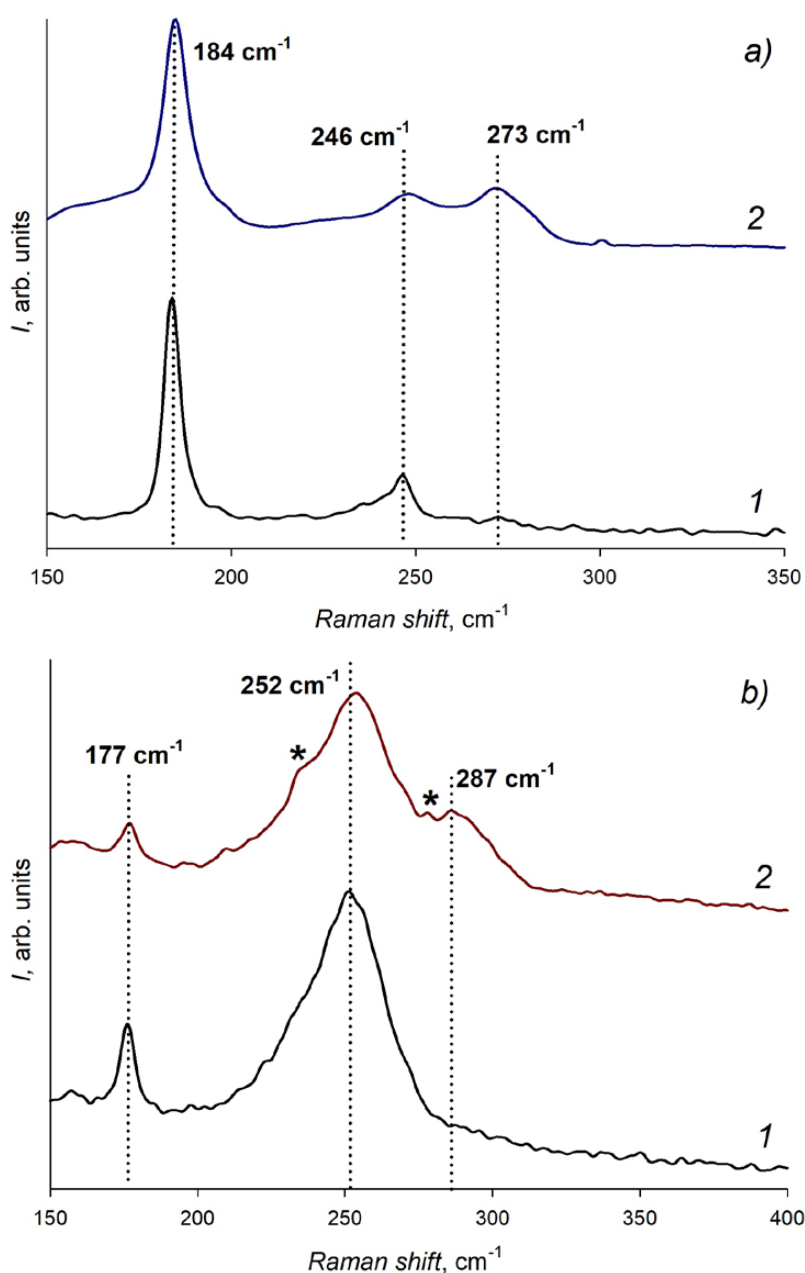 a)
184 cm⁻¹
246 cm⁻¹
273 cm⁻¹
2
1
I, arb. units
150
200
250
300
350
Raman shift, cm⁻¹
b)
252 cm⁻¹
177 cm⁻¹
*
*
287 cm⁻¹
2
1
I, arb. units
150
200
250
300
350
400
Raman shift, cm⁻¹